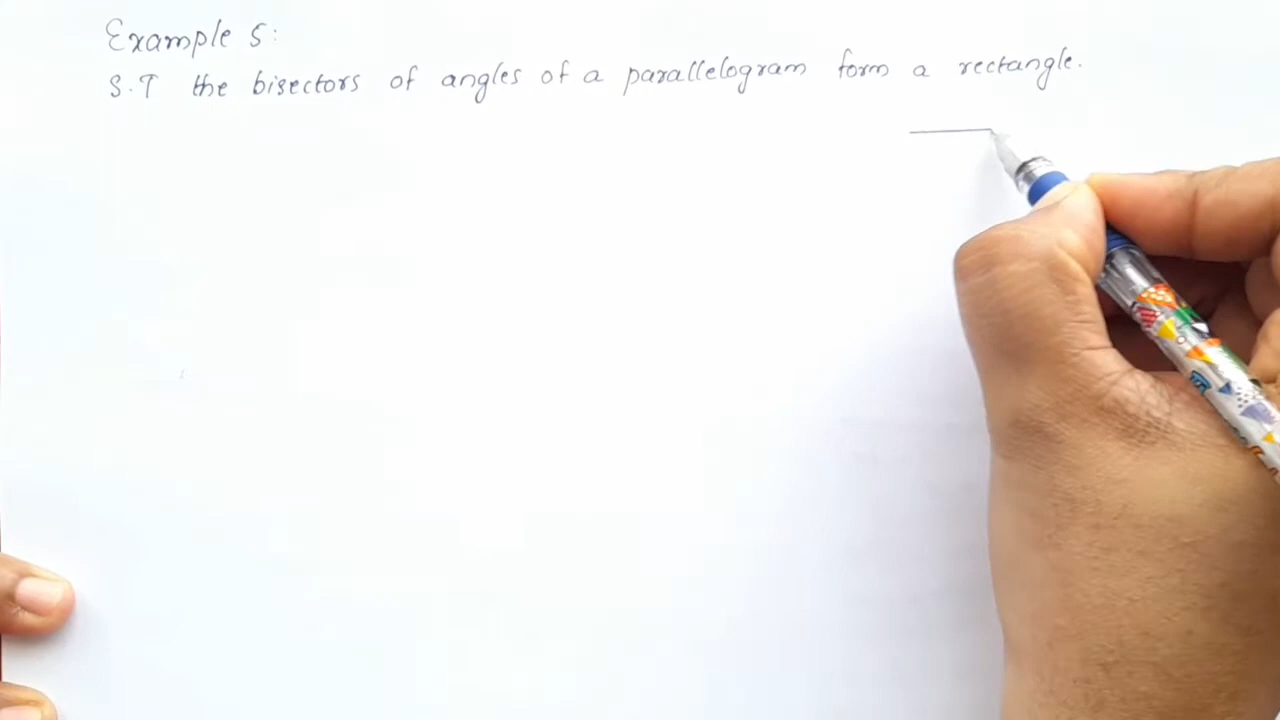 Example 5:
S.T the bisectors of angles of a parallelogram form a rectangle.